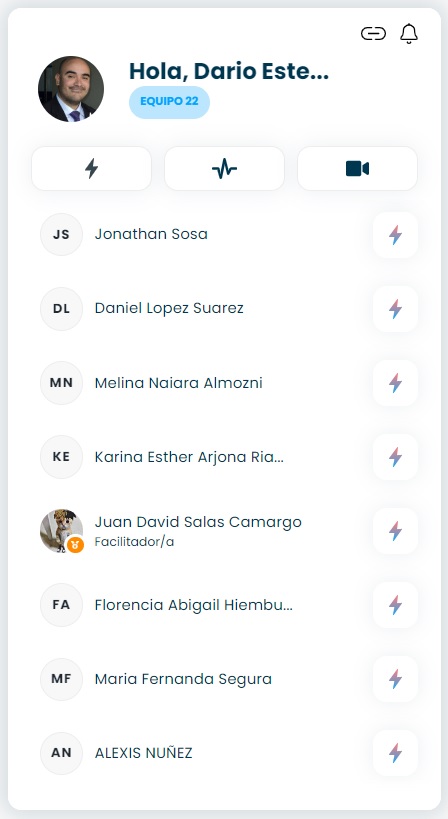 Hola, Dario Este...
EQUIPO 22
JS Jonathan Sosa
DL Daniel Lopez Suarez
MN Melina Naiara Almozni
KE Karina Esther Arjona Ria...
Juan David Salas Camargo
Facilitador/a
FA Florencia Abigail Hiembu...
MF Maria Fernanda Segura
AN ALEXIS NUÑEZ